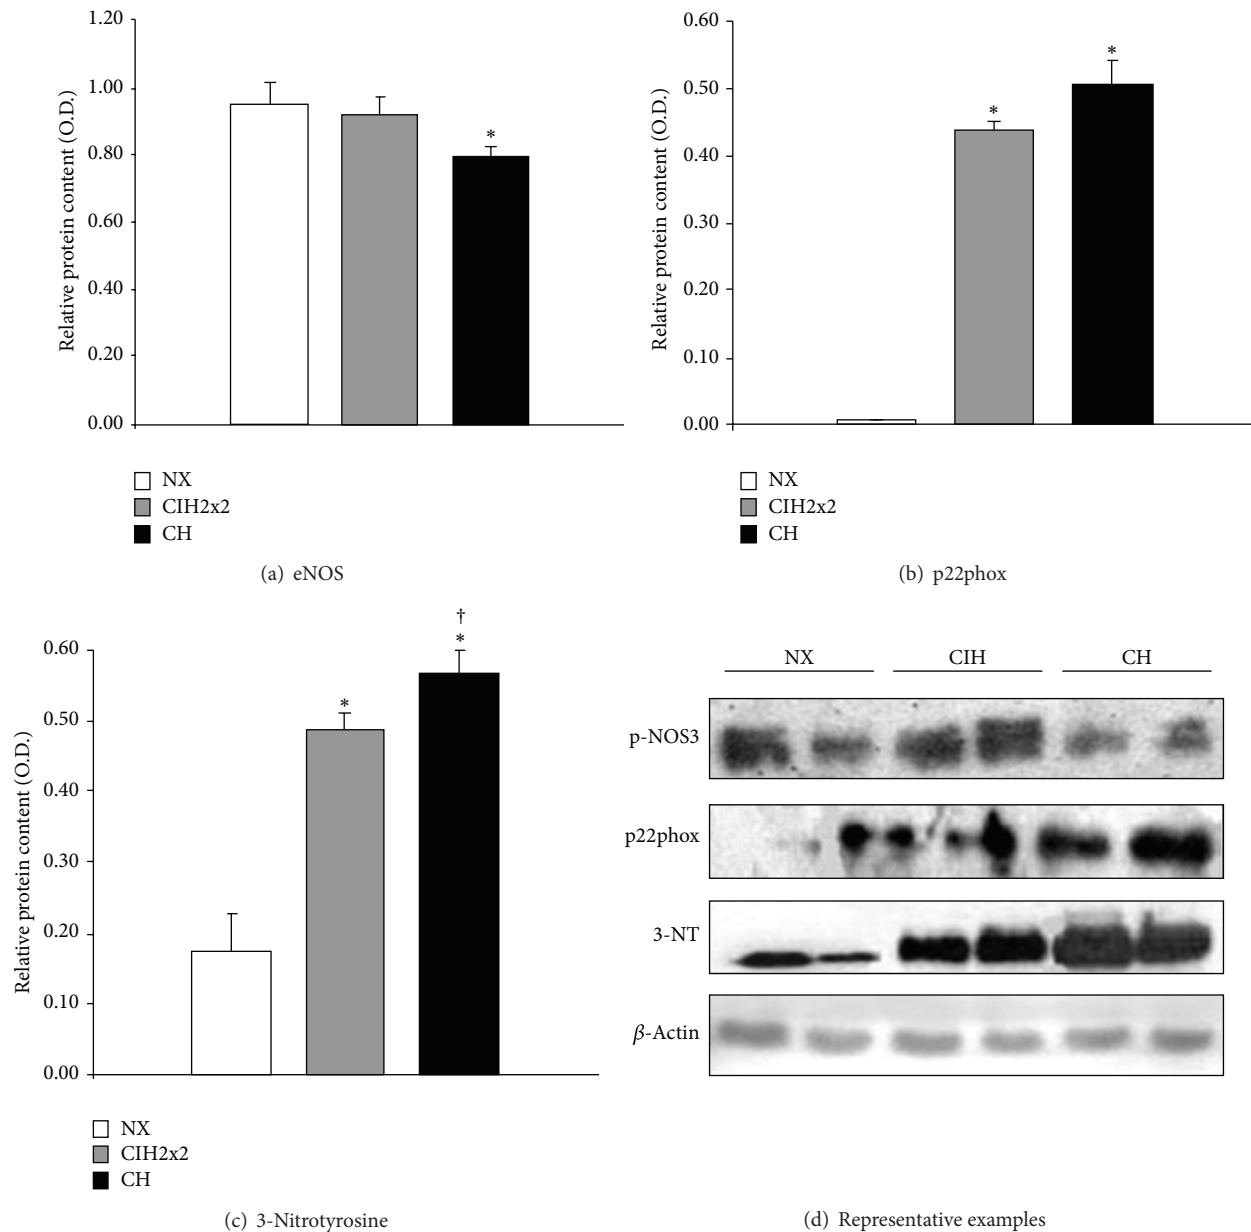 1.20
1.00
0.80
0.60
0.40
0.20
0.00
Relative protein content (O.D.)
*
NX
CIH2x2
CH
(a) eNOS
0.60
0.50
0.40
0.30
0.20
0.10
0.00
Relative protein content (O.D.)
*
*
NX
CIH2x2
CH
(b) p22phox
0.60
0.50
0.40
0.30
0.20
0.10
0.00
Relative protein content (O.D.)
*
†
*
NX
CIH2x2
CH
(c) 3-Nitrotyrosine
NX CIH CH
p-NOS3
p22phox
3-NT
β-Actin
(d) Representative examples